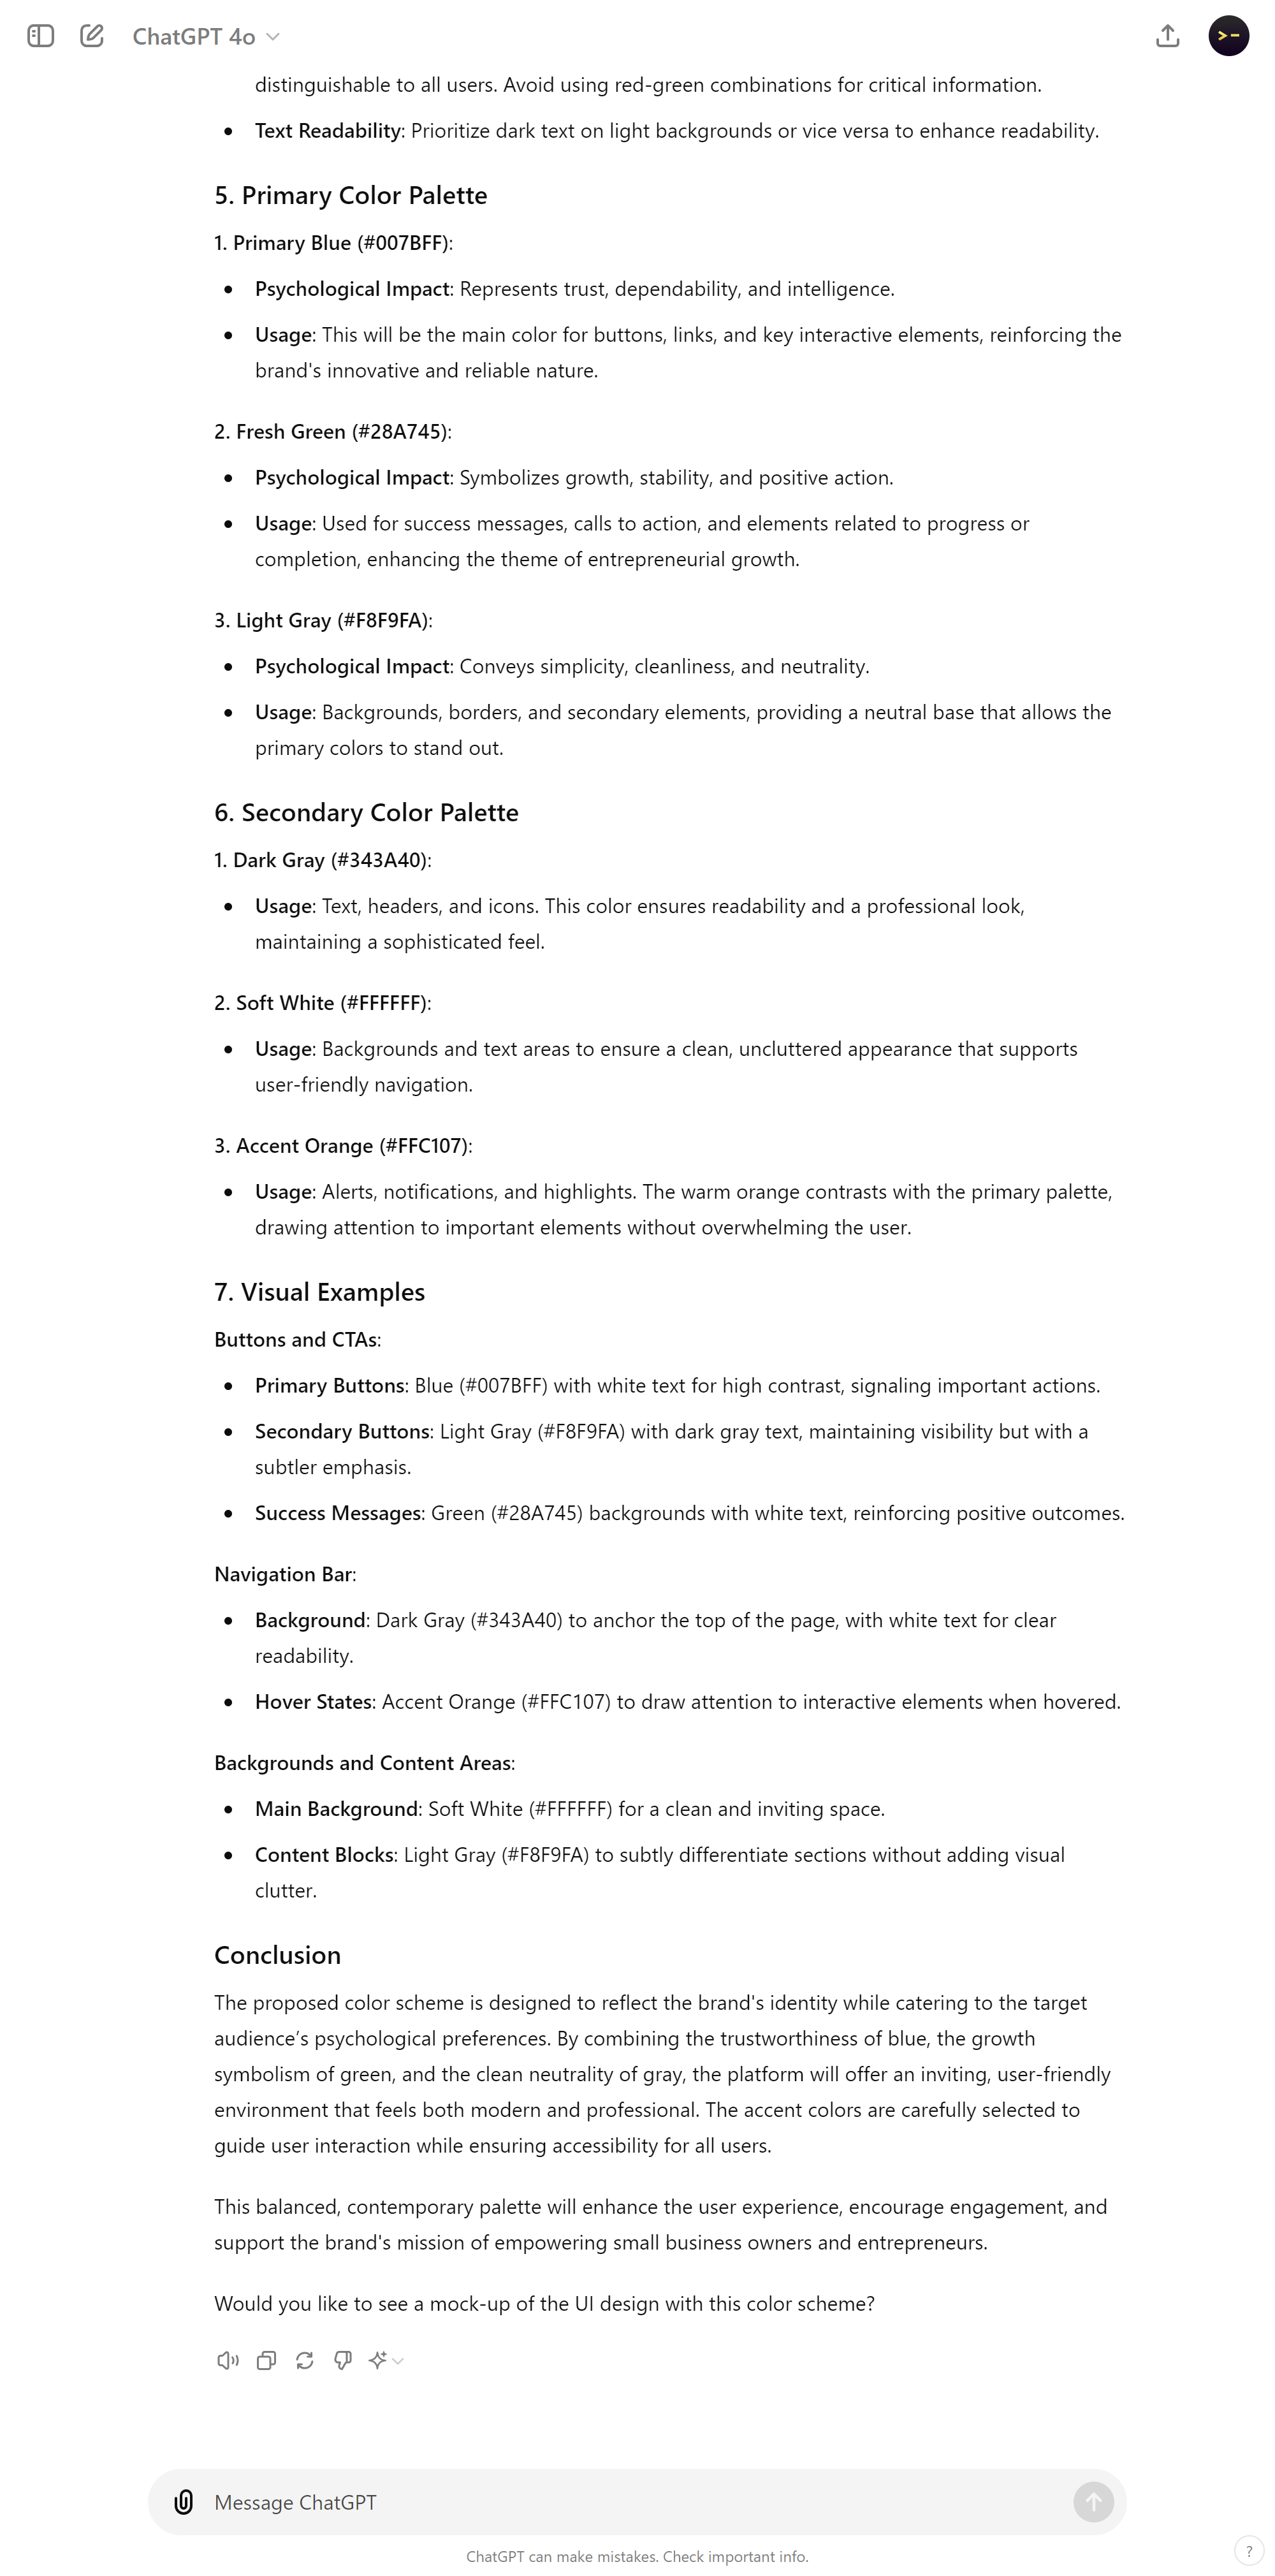 ChatGPT 4o
distinguishable to all users. Avoid using red-green combinations for critical information.
Text Readability: Prioritize dark text on light backgrounds or vice versa to enhance readability.
5. Primary Color Palette
1. Primary Blue (#007BFF):
Psychological Impact: Represents trust, dependability, and intelligence.
Usage: This will be the main color for buttons, links, and key interactive elements, reinforcing the
brand's innovative and reliable nature.
2. Fresh Green (#28A745):
Psychological Impact: Symbolizes growth, stability, and positive action.
Usage: Used for success messages, calls to action, and elements related to progress or
completion, enhancing the theme of entrepreneurial growth.
3. Light Gray (#F8F9FA):
Psychological Impact: Conveys simplicity, cleanliness, and neutrality.
Usage: Backgrounds, borders, and secondary elements, providing a neutral base that allows the
primary colors to stand out.
6. Secondary Color Palette
1. Dark Gray (#343A40):
Usage: Text, headers, and icons. This color ensures readability and a professional look,
maintaining a sophisticated feel.
2. Soft White (#FFFFFF):
Usage: Backgrounds and text areas to ensure a clean, uncluttered appearance that supports
user-friendly navigation.
3. Accent Orange (#FFC107):
Usage: Alerts, notifications, and highlights. The warm orange contrasts with the primary palette,
drawing attention to important elements without overwhelming the user.
7. Visual Examples
Buttons and CTAs:
Primary Buttons: Blue (#007BFF) with white text for high contrast, signaling important actions.
Secondary Buttons: Light Gray (#F8F9FA) with dark gray text, maintaining visibility but with a
subtler emphasis.
Success Messages: Green (#28A745) backgrounds with white text, reinforcing positive outcomes.
Navigation Bar:
Background: Dark Gray (#343A40) to anchor the top of the page, with white text for clear
readability.
Hover States: Accent Orange (#FFC107) to draw attention to interactive elements when hovered.
Backgrounds and Content Areas:
Main Background: Soft White (#FFFFFF) for a clean and inviting space.
Content Blocks: Light Gray (#F8F9FA) to subtly differentiate sections without adding visual
clutter.
Conclusion
The proposed color scheme is designed to reflect the brand's identity while catering to the target
audience’s psychological preferences. By combining the trustworthiness of blue, the growth
symbolism of green, and the clean neutrality of gray, the platform will offer an inviting, user-friendly
environment that feels both modern and professional. The accent colors are carefully selected to
guide user interaction while ensuring accessibility for all users.
This balanced, contemporary palette will enhance the user experience, encourage engagement, and
support the brand's mission of empowering small business owners and entrepreneurs.
Would you like to see a mock-up of the UI design with this color scheme?
Message ChatGPT
ChatGPT can make mistakes. Check important info.
?